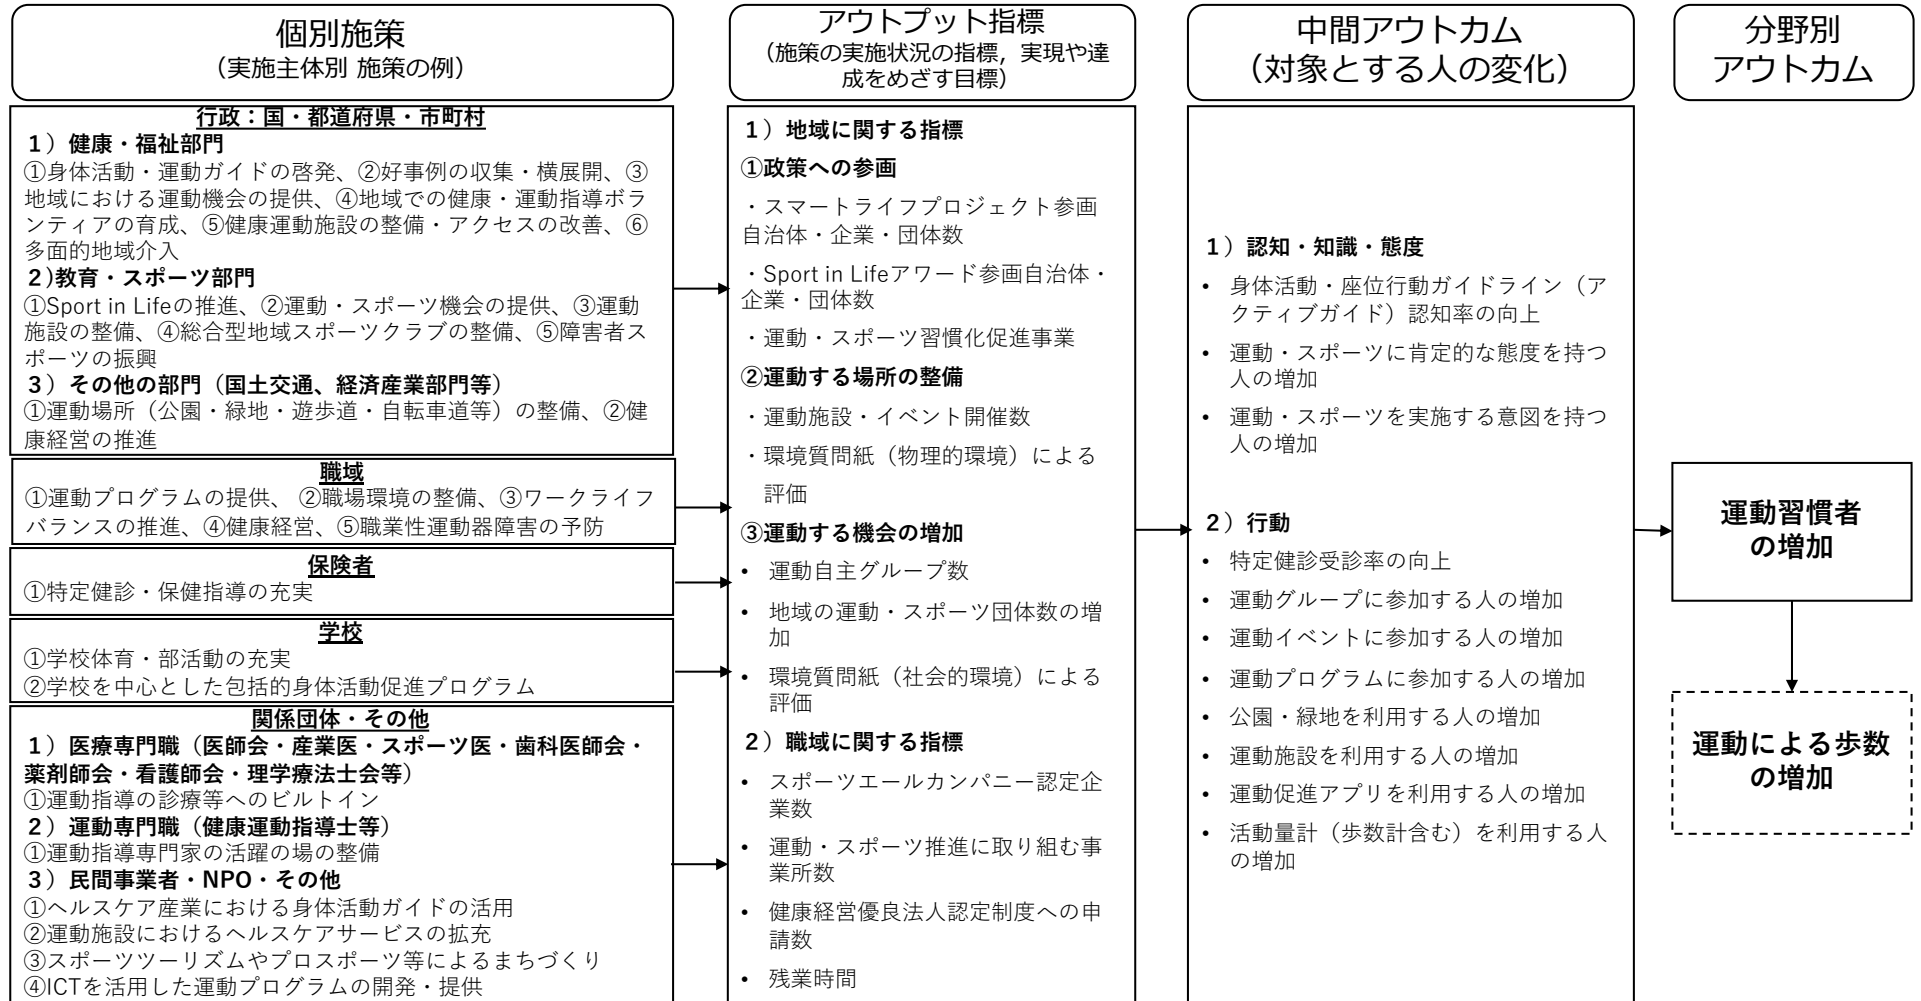 個別施策
（実施主体別 施策の例）
行政：国・都道府県・市町村
１）健康・福祉部門
①身体活動・運動ガイドの啓発、②好事例の収集・横展開、③
地域における運動機会の提供、④地域での健康・運動指導ボラ
ンティアの育成、⑤健康運動施設の整備・アクセスの改善、⑥
多面的地域介入
２)教育・スポーツ部門
①Sport in Lifeの推進、②運動・スポーツ機会の提供、③運動
施設の整備、④総合型地域スポーツクラブの整備、⑤障害者ス
ポーツの振興
３）その他の部門（国土交通、経済産業部門等）
①運動場所（公園・緑地・遊歩道・自転車道等）の整備、②健
康経営の推進
職域
①運動プログラムの提供、 ②職場環境の整備、③ワークライフ
バランスの推進、④健康経営、⑤職業性運動器障害の予防
保険者
①特定健診・保健指導の充実
学校
①学校体育・部活動の充実
②学校を中心とした包括的身体活動促進プログラム
関係団体・その他
１）医療専門職（医師会・産業医・スポーツ医・歯科医師会・
薬剤師会・看護師会・理学療法士会等）
①運動指導の診療等へのビルトイン
２）運動専門職（健康運動指導士等）
①運動指導専門家の活躍の場の整備
３）民間事業者・NPO・その他
①ヘルスケア産業における身体活動ガイドの活用
②運動施設におけるヘルスケアサービスの拡充
③スポーツツーリズムやプロスポーツ等によるまちづくり
④ICTを活用した運動プログラムの開発・提供
アウトプット指標
（施策の実施状況の指標，実現や達
成をめざす目標）
１）地域に関する指標
①政策への参画
・スマートライフプロジェクト参画
自治体・企業・団体数
・Sport in Lifeアワード参画自治体・
企業・団体数
・運動・スポーツ習慣化促進事業
②運動する場所の整備
・運動施設・イベント開催数
・環境質問紙（物理的環境）による
評価
③運動する機会の増加
• 運動自主グループ数
• 地域の運動・スポーツ団体数の増
加
• 環境質問紙（社会的環境）による
評価
２）職域に関する指標
• スポーツエールカンパニー認定企
業数
• 運動・スポーツ推進に取り組む事
業所数
• 健康経営優良法人認定制度への申
請数
• 残業時間
中間アウトカム
（対象とする人の変化）
１）認知・知識・態度
• 身体活動・座位行動ガイドライン（ア
クティブガイド）認知率の向上
• 運動・スポーツに肯定的な態度を持つ
人の増加
• 運動・スポーツを実施する意図を持つ
人の増加
２）行動
• 特定健診受診率の向上
• 運動グループに参加する人の増加
• 運動イベントに参加する人の増加
• 運動プログラムに参加する人の増加
• 公園・緑地を利用する人の増加
• 運動施設を利用する人の増加
• 運動促進アプリを利用する人の増加
• 活動量計（歩数計含む）を利用する人
の増加
分野別
アウトカム
運動習慣者
の増加
運動による歩数
の増加